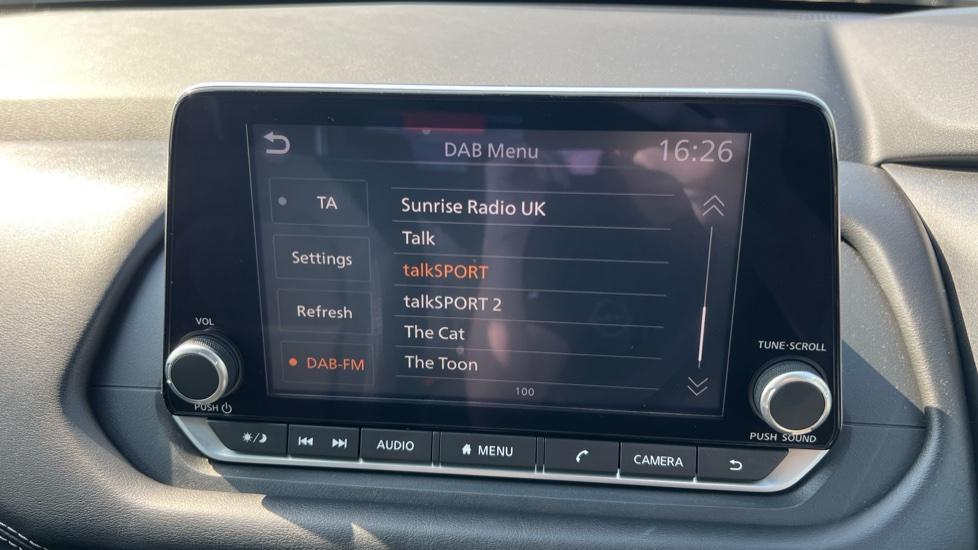 DAB Menu
16:26
TA
Settings
Refresh
DAB-FM
Sunrise Radio UK
Talk
talkSPORT
talkSPORT 2
The Cat
The Toon
100
VOL
PUSH
TUNE·SCROLL
PUSH SOUND
AUDIO
MENU
CAMERA